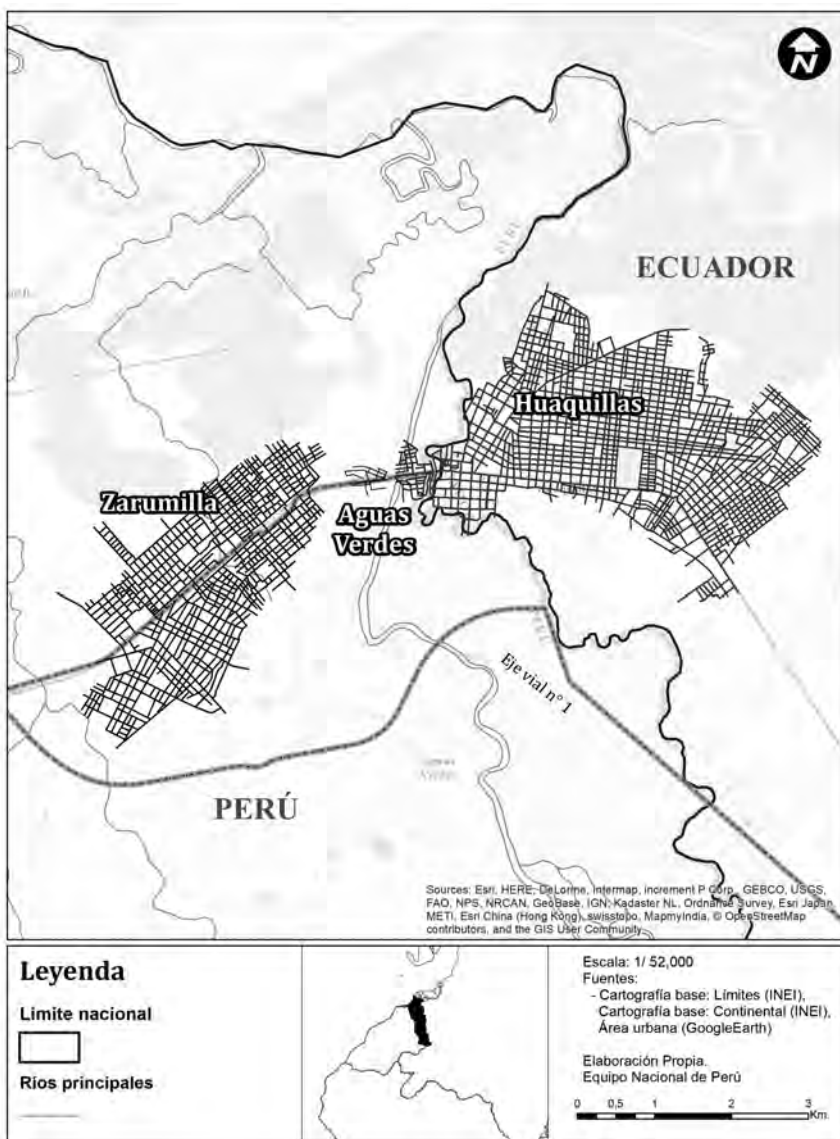 N
PERU
ECUADOR
Huaquillas
Zarumilla
Aguas
Verdes
Eje vial n° 1
PERÚ
Sources: Esri, HERE, DeLorme, Intermap, increment P Corp., GEBCO, USGS,
FAO, NPS, NRCAN, GeoBase, IGN, Kadaster NL, Ordnance Survey, Esri Japan,
METI, Esri China (Hong Kong), swisstopo, MapmyIndia, © OpenStreetMap
contributors, and the GIS User Community
Leyenda
Límite nacional
Rios principales
Escala: 1/ 52,000
Fuentes:
- Cartografía base: Límites (INEI),
Cartografía base: Continental (INEI),
Área urbana (GoogleEarth)
Elaboración Propia.
Equipo Nacional de Perú
0 0,5 1 2 3
Km.